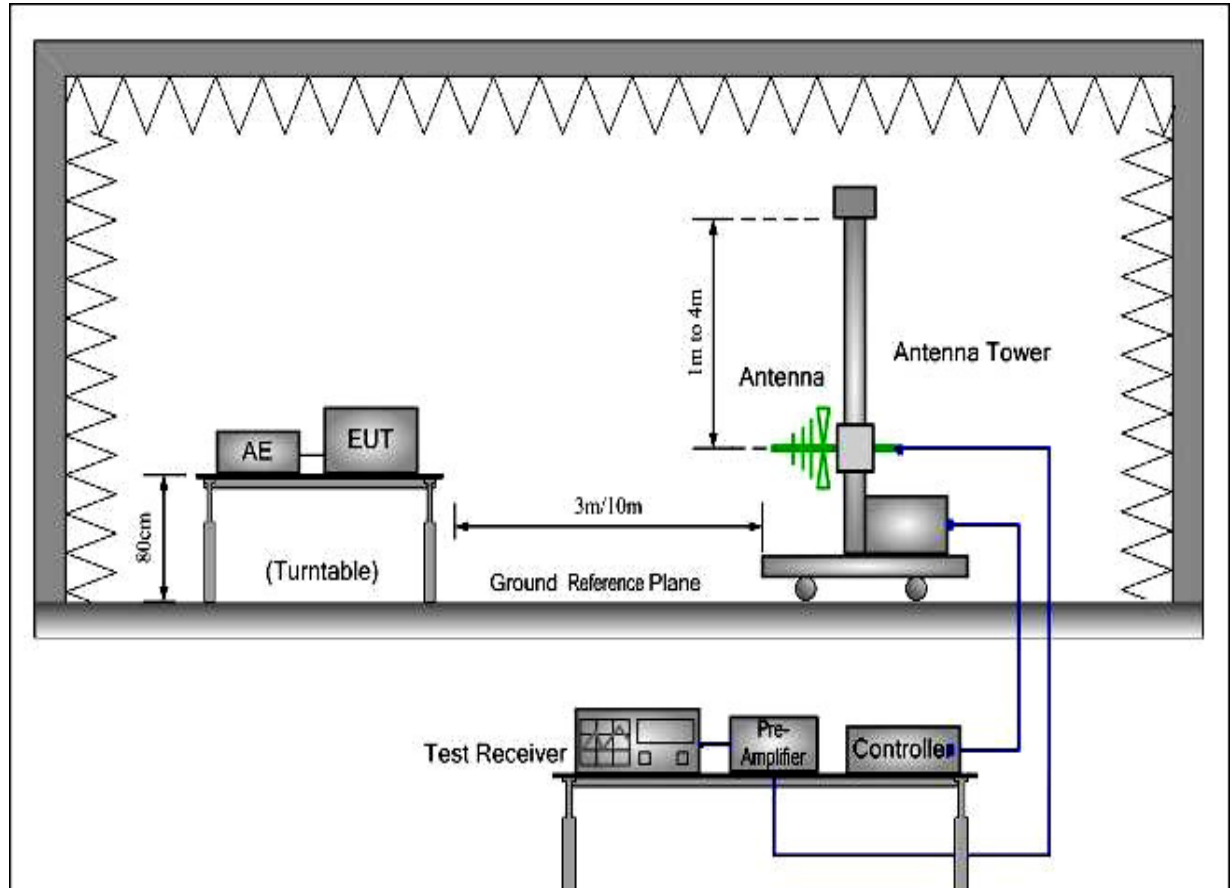 1m to 4m
Antenna Tower
Antenna
AE
EUT
80cm
3m/10m
(Turntable)
Ground Reference Plane
Test Receiver
Pre-
Amplifier
Controller